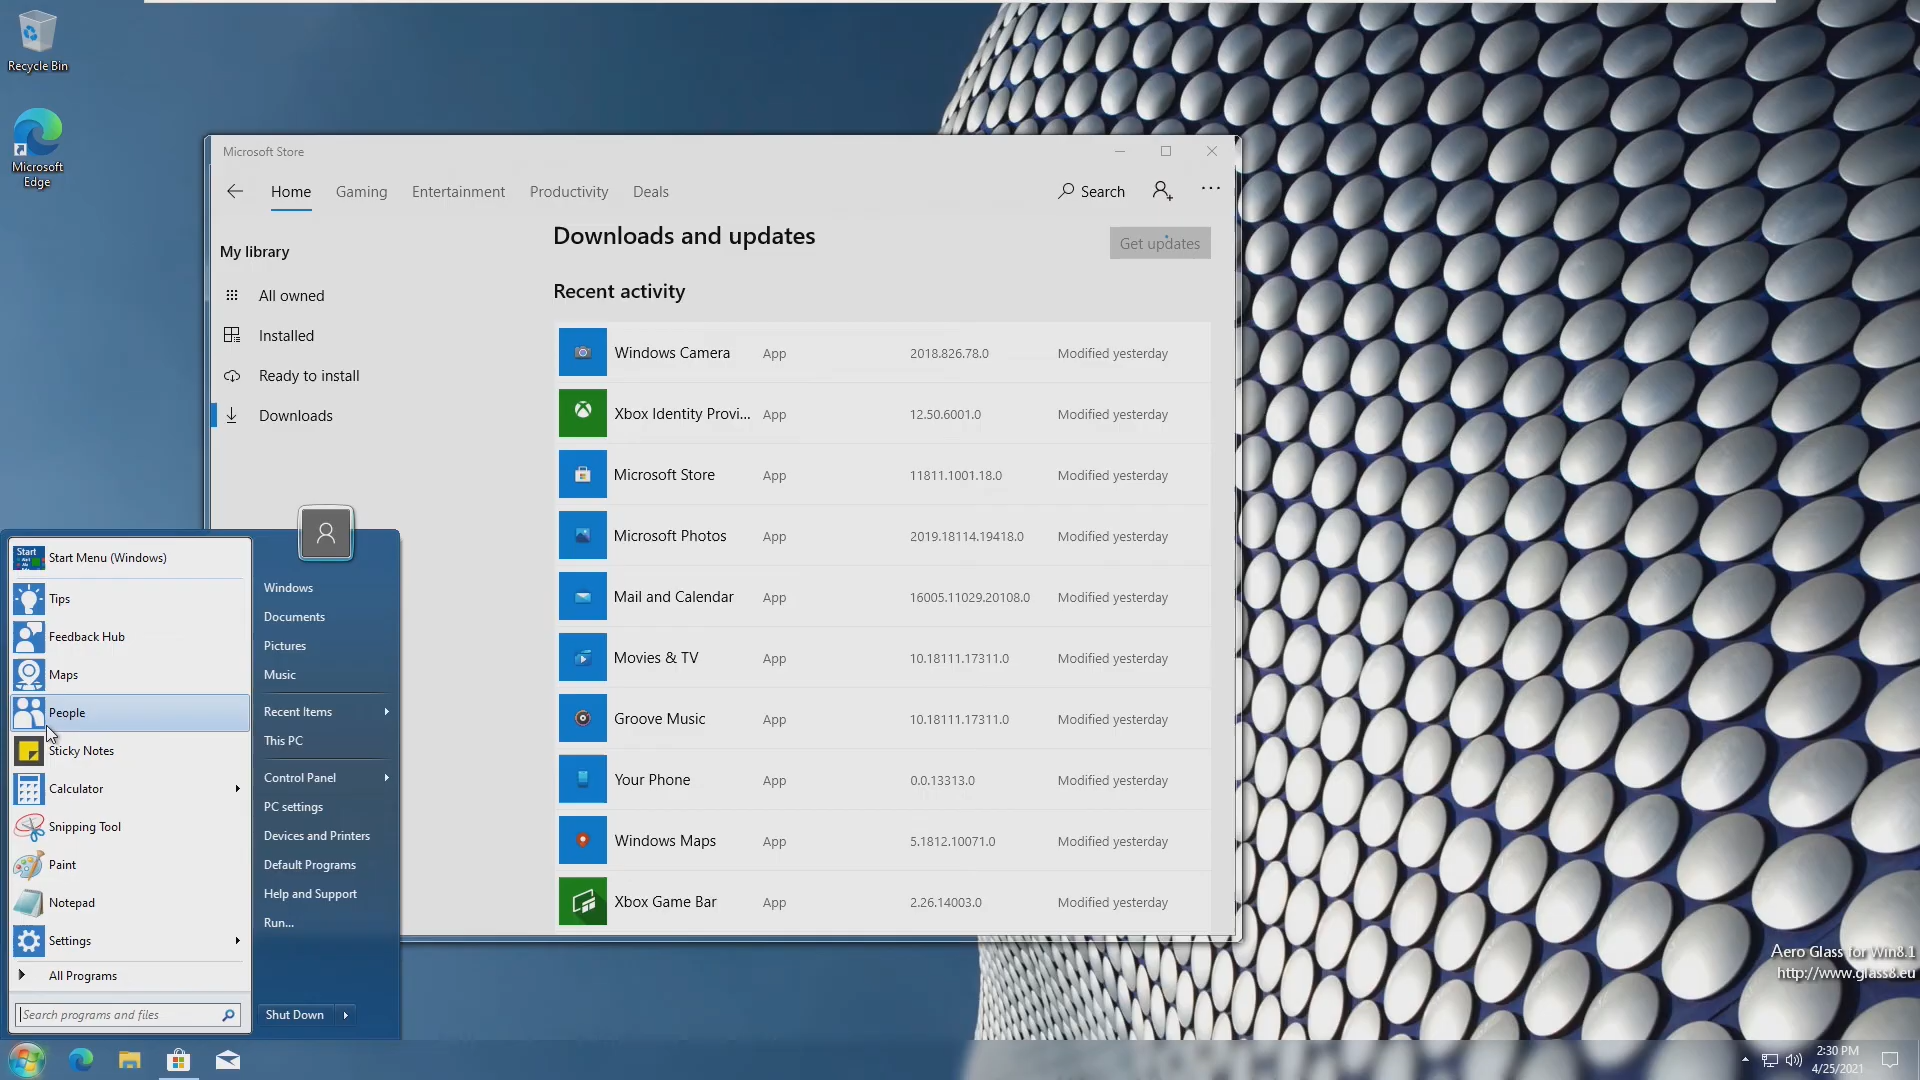 Recycle Bin
Microsoft
Edge
Microsoft Store
Home
Gaming
Entertainment
Productivity
Deals
Search
My library
All owned
Installed
Ready to install
Downloads
Downloads and updates
Get updates
Recent activity
Windows Camera App 2018.826.78.0 Modified yesterday
Xbox Identity Provi... App 12.50.6001.0 Modified yesterday
Microsoft Store App 11811.1001.18.0 Modified yesterday
Microsoft Photos App 2019.18114.19418.0 Modified yesterday
Mail and Calendar App 16005.11029.20108.0 Modified yesterday
Movies & TV App 10.18111.17311.0 Modified yesterday
Groove Music App 10.18111.17311.0 Modified yesterday
Your Phone App 0.0.13313.0 Modified yesterday
Windows Maps App 5.1812.10071.0 Modified yesterday
Xbox Game Bar App 2.26.14003.0 Modified yesterday
Start
Start Menu (Windows)
Tips
Feedback Hub
Maps
People
Sticky Notes
Calculator
Snipping Tool
Paint
Notepad
Settings
All Programs
Search programs and files
Windows
Documents
Pictures
Music
Recent Items
This PC
Control Panel
PC settings
Devices and Printers
Default Programs
Help and Support
Run...
Shut Down
Aero Glass for Win8.1
http://www.glass8.eu
2:30 PM
4/25/2021